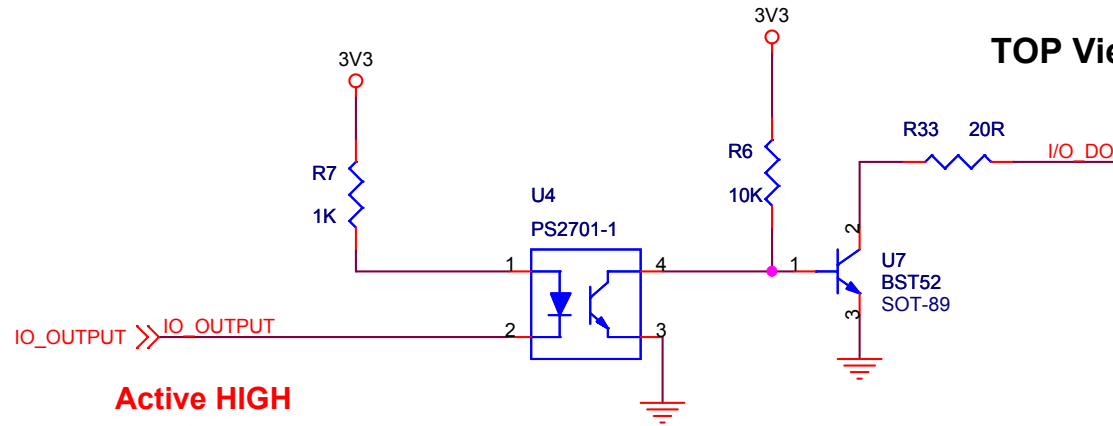 3V3
3V3
TOP Vie
R33 20R
I/O_DO
R6
10K
R7
1K
U4
PS2701-1
1
4
1
2
U7
BST52
SOT-89
3
2
3
IO_OUTPUT
IO_OUTPUT
Active HIGH